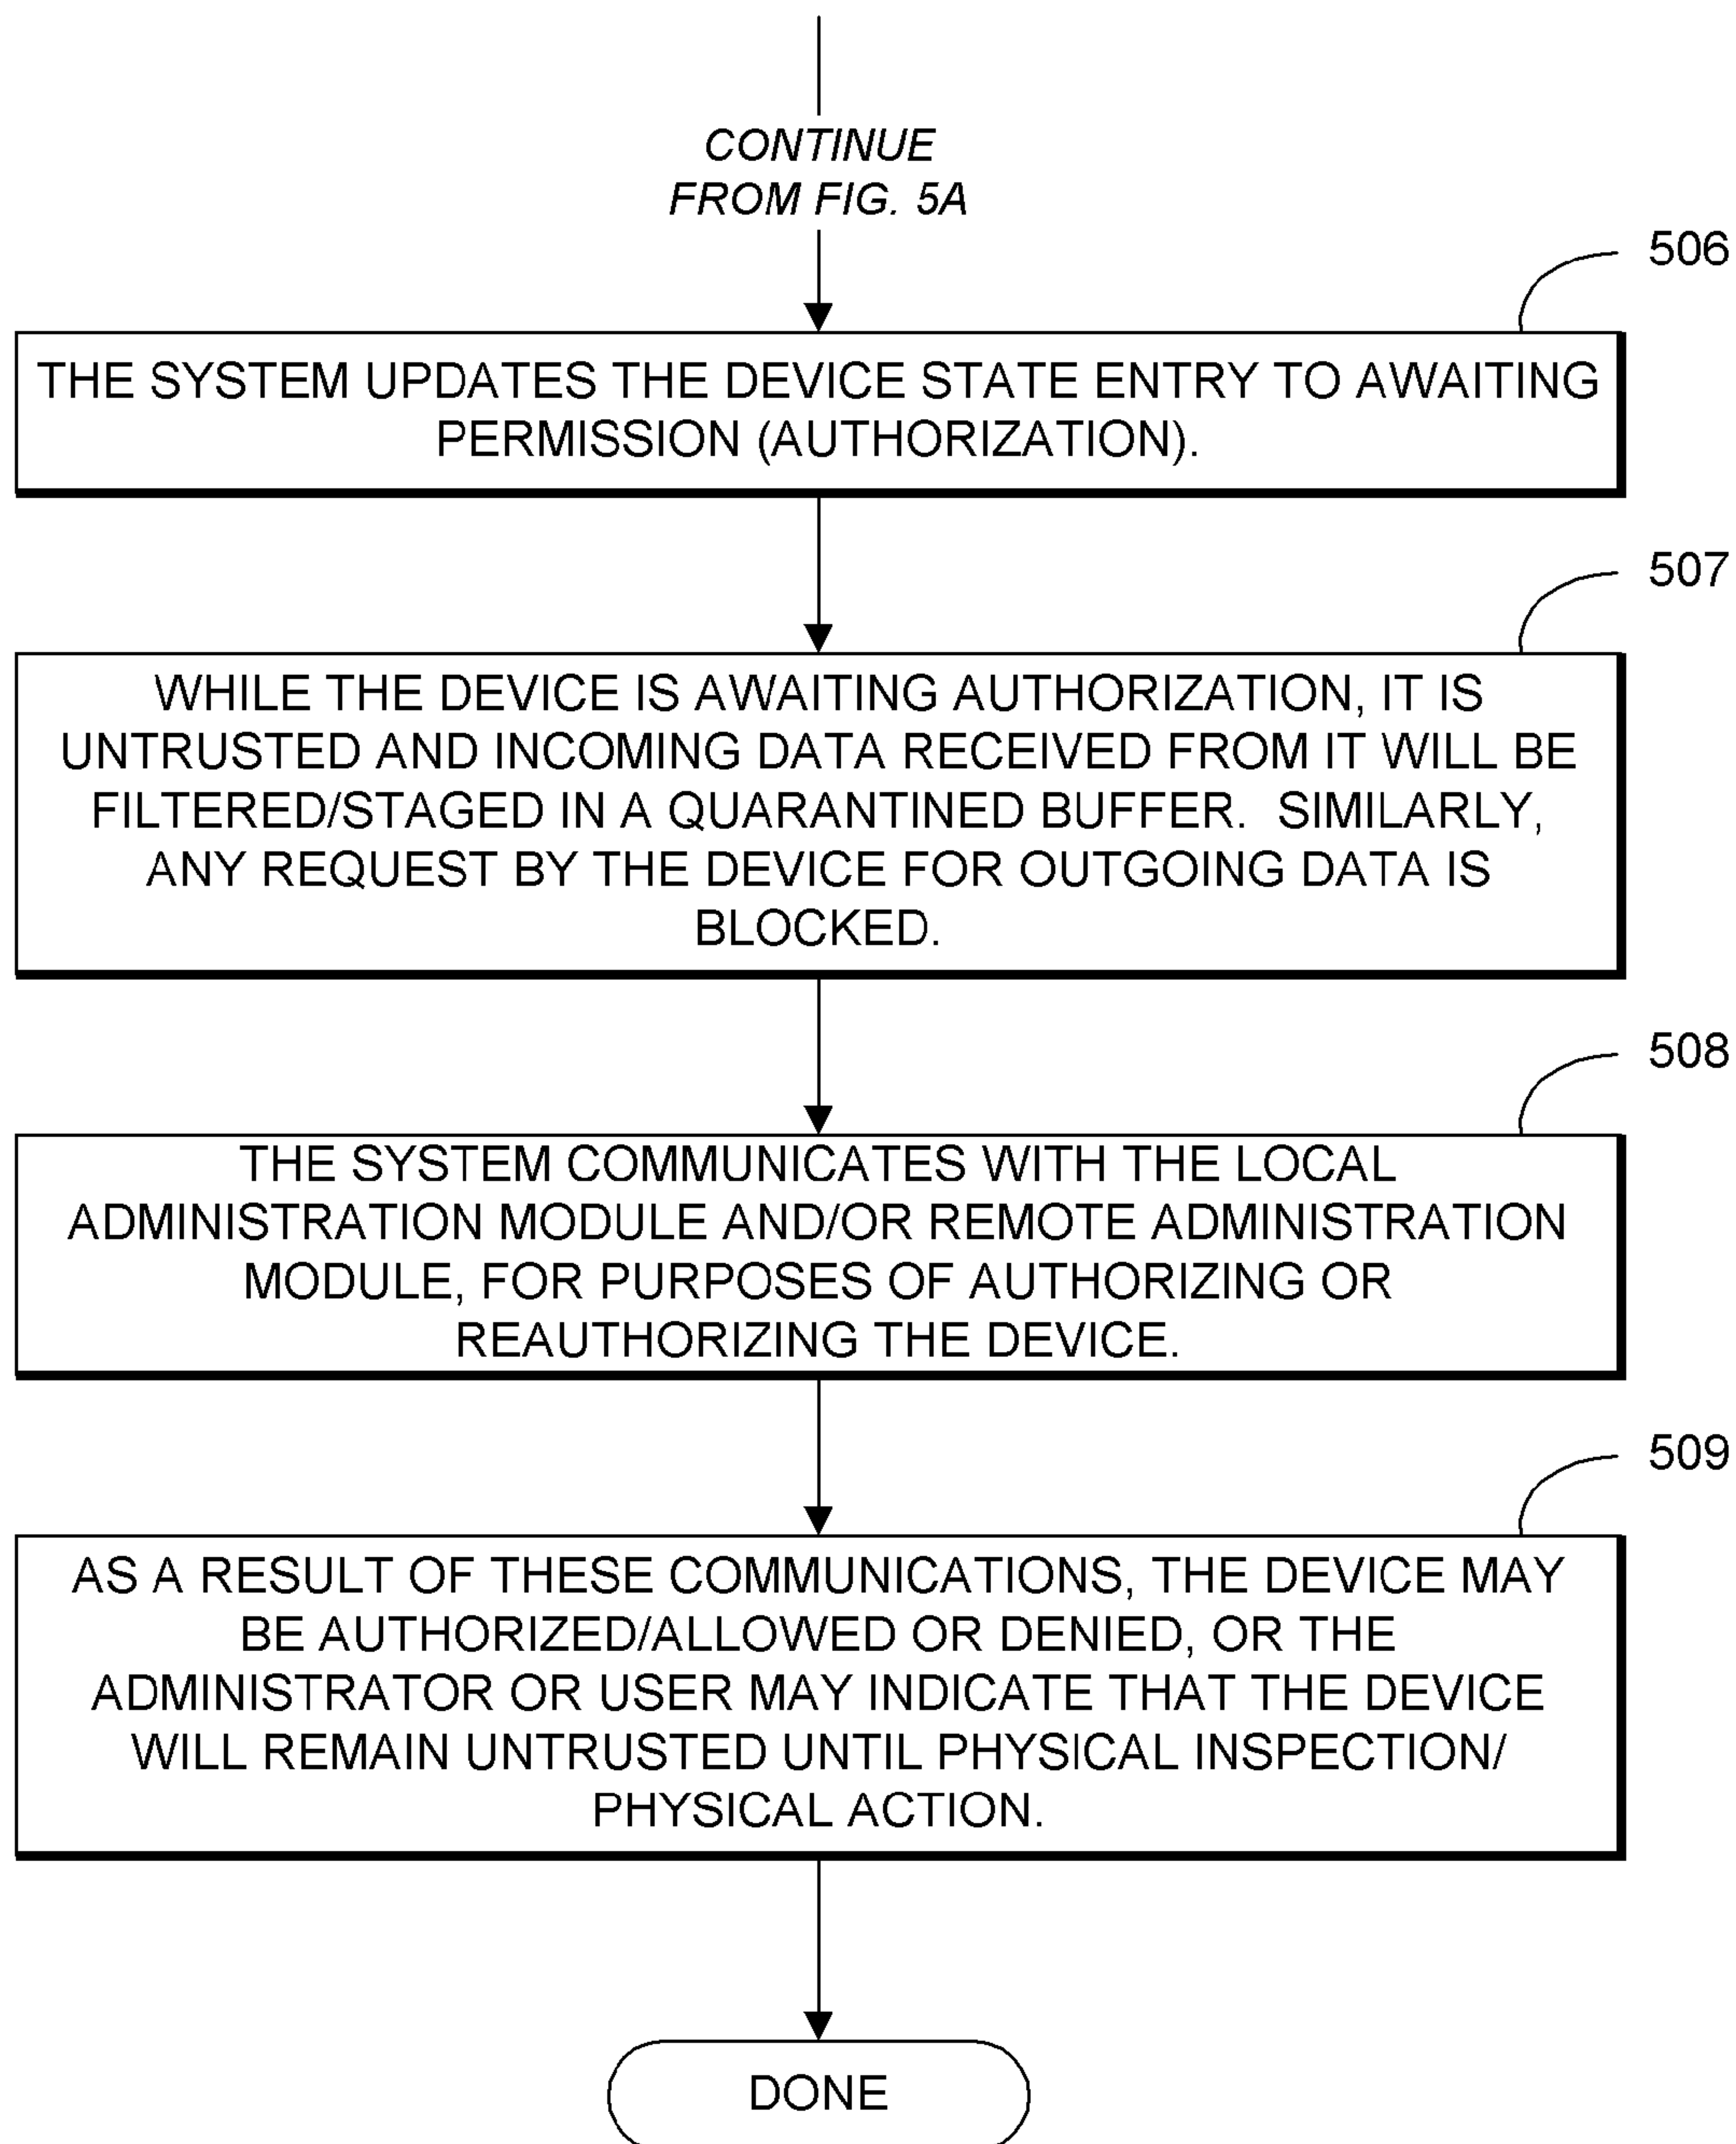 CONTINUE
FROM FIG. 5A
506
THE SYSTEM UPDATES THE DEVICE STATE ENTRY TO AWAITING
PERMISSION (AUTHORIZATION).
507
WHILE THE DEVICE IS AWAITING AUTHORIZATION, IT IS
UNTRUSTED AND INCOMING DATA RECEIVED FROM IT WILL BE
FILTERED/STAGED IN A QUARANTINED BUFFER.  SIMILARLY,
ANY REQUEST BY THE DEVICE FOR OUTGOING DATA IS
BLOCKED.
508
THE SYSTEM COMMUNICATES WITH THE LOCAL
ADMINISTRATION MODULE AND/OR REMOTE ADMINISTRATION
MODULE, FOR PURPOSES OF AUTHORIZING OR
REAUTHORIZING THE DEVICE.
509
AS A RESULT OF THESE COMMUNICATIONS, THE DEVICE MAY
BE AUTHORIZED/ALLOWED OR DENIED, OR THE
ADMINISTRATOR OR USER MAY INDICATE THAT THE DEVICE
WILL REMAIN UNTRUSTED UNTIL PHYSICAL INSPECTION/
PHYSICAL ACTION.
DONE